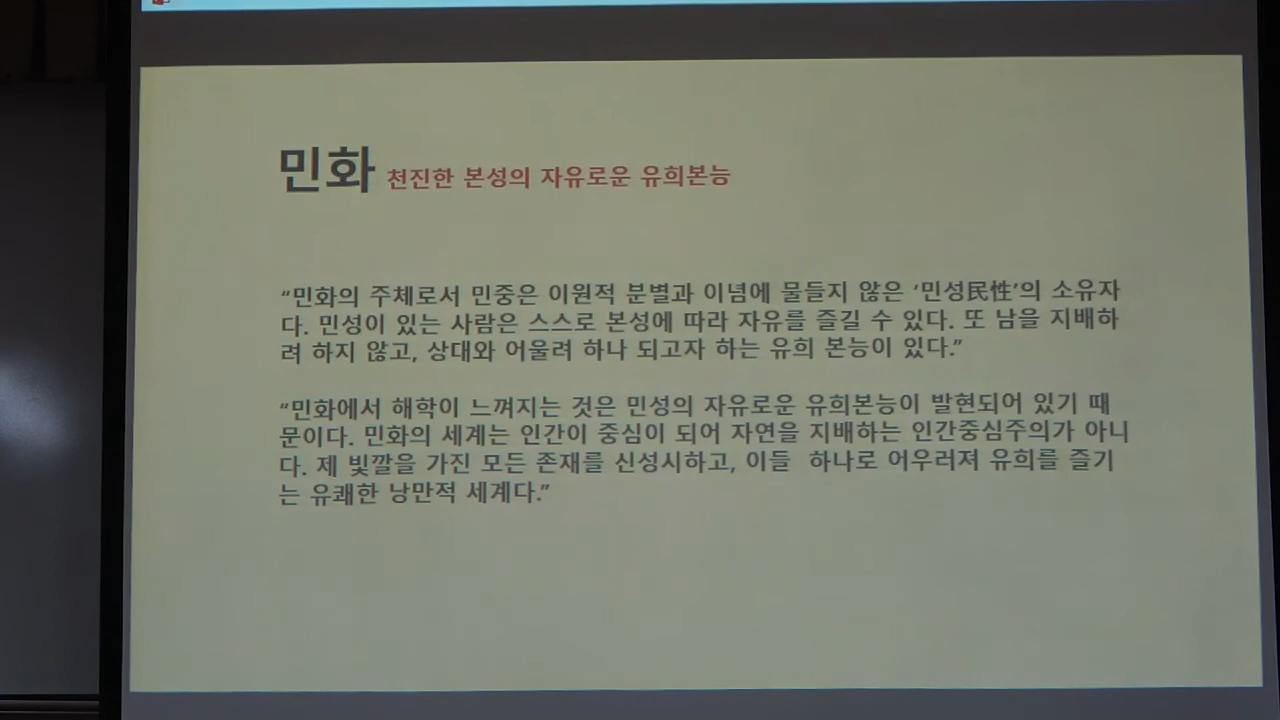 민화 천진한 본성의 자유로운 유희본능
“민화의 주체로서 민중은 이원적 분별과 이념에 물들지 않은 ‘민성民性’의 소유자
다. 민성이 있는 사람은 스스로 본성에 따라 자유를 즐길 수 있다. 또 남을 지배하
려 하지 않고, 상대와 어울려 하나 되고자 하는 유희 본능이 있다.”
“민화에서 해학이 느껴지는 것은 민성의 자유로운 유희본능이 발현되어 있기 때
문이다. 민화의 세계는 인간이 중심이 되어 자연을 지배하는 인간중심주의가 아니
다. 제 빛깔을 가진 모든 존재를 신성시하고, 이들 하나로 어우러져 유희를 즐기
는 유쾌한 낭만적 세계다.”